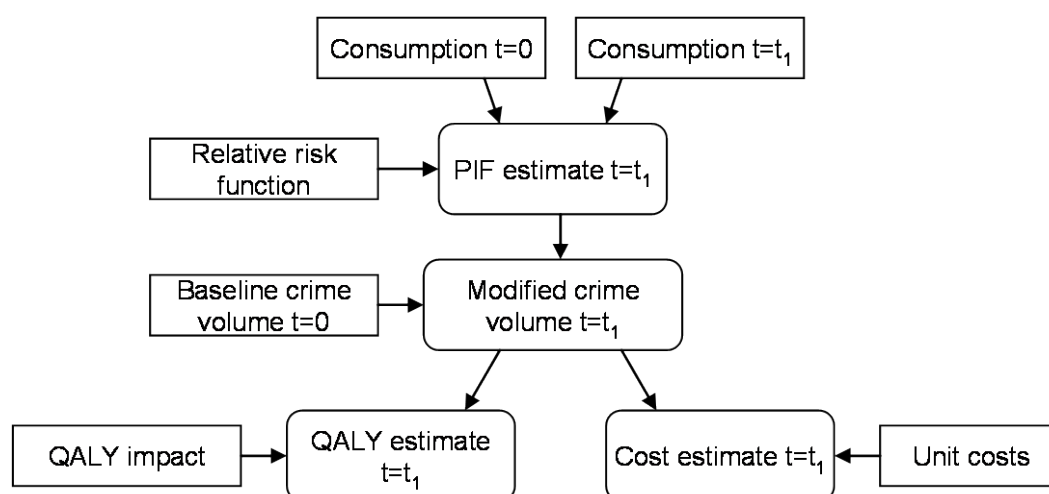 Consumption t=0
Consumption t=t₁
Relative risk
function
PIF estimate t=t₁
Baseline crime
volume t=0
Modified crime
volume t=t₁
QALY impact
QALY estimate
t=t₁
Cost estimate t=t₁
Unit costs